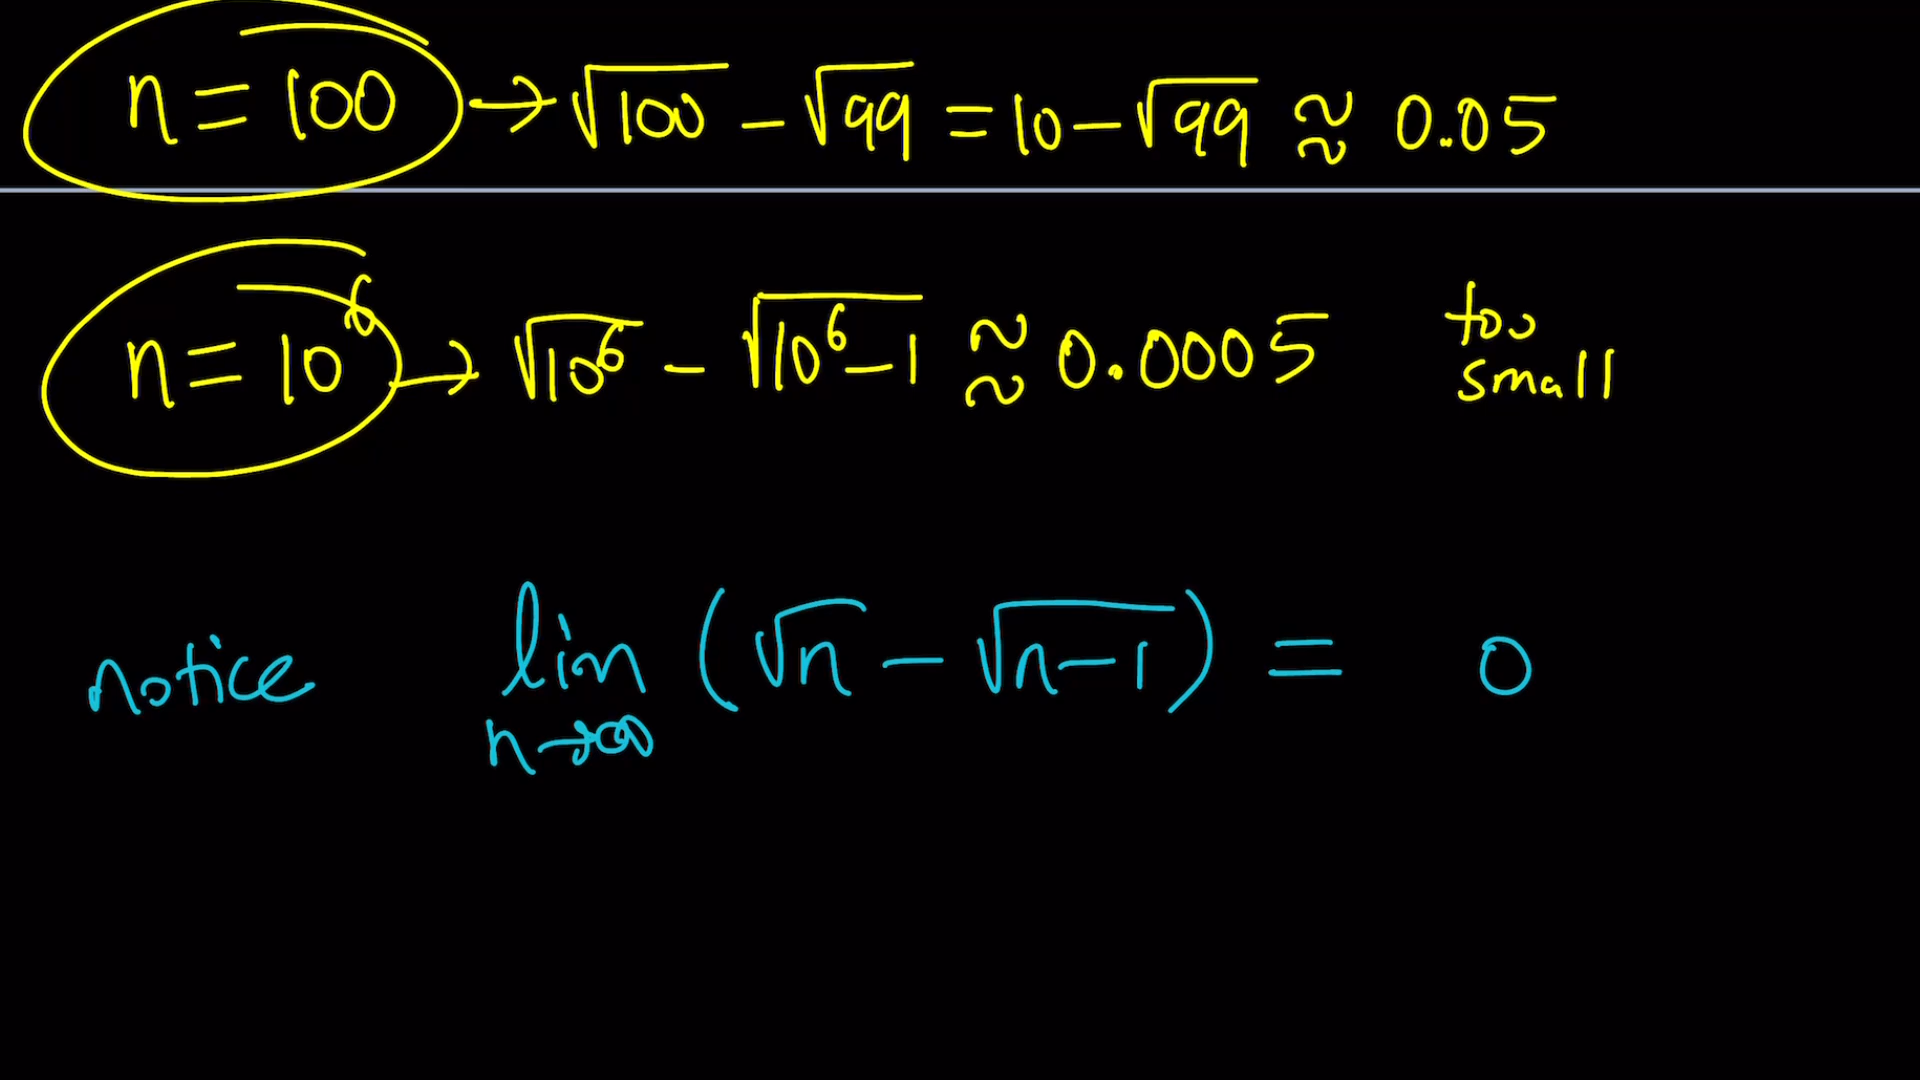 n = 100 → √100 - √99 = 10 - √99 ≈ 0.05
n = 10⁶ → √10⁶ - √(10⁶-1) ≈ 0.0005 too small
notice lim n→∞ (√n - √(n-1)) = 0